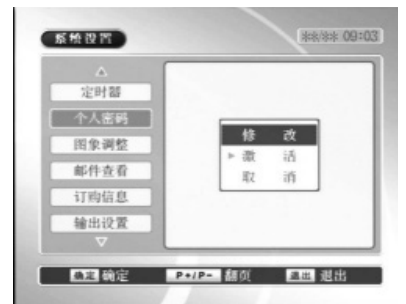 系统设置
**/** 09:03
定时器
个人密码
图象调整
邮件查看
订购信息
输出设置
修 改
激 活
取 消
确定 确定 P+/P- 翻页 退出 退出